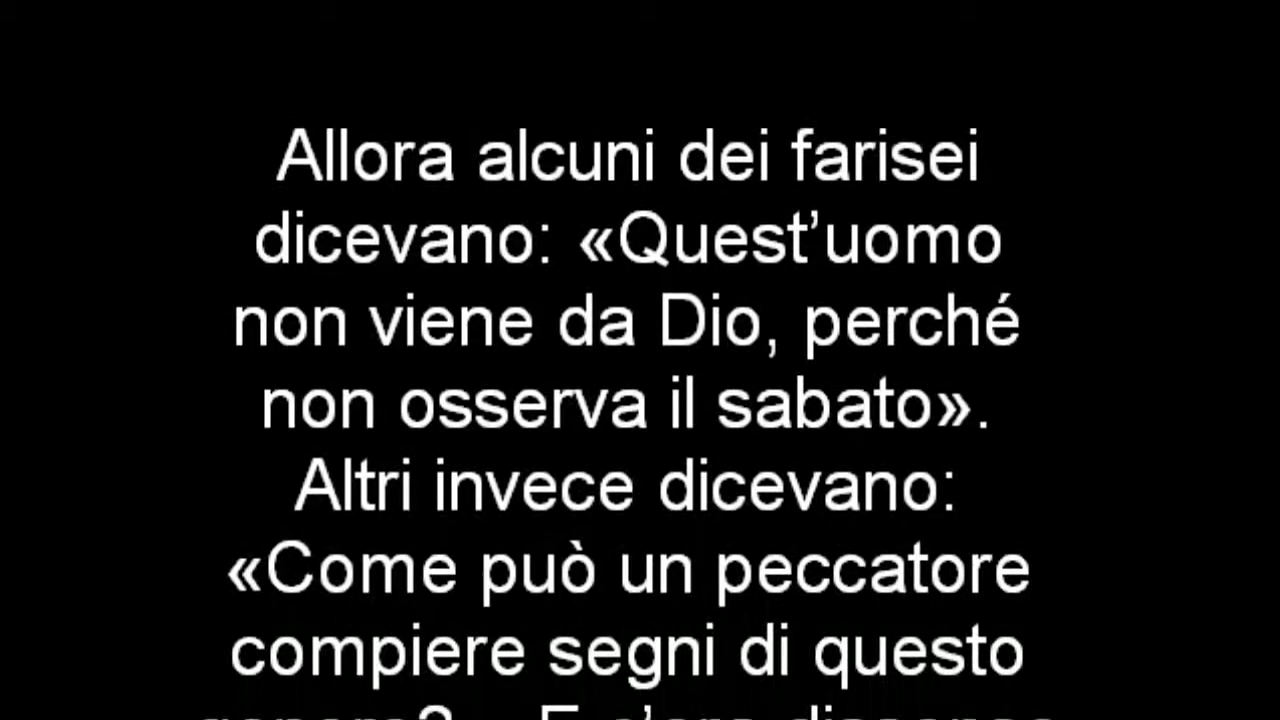 Allora alcuni dei farisei
dicevano: «Quest’uomo
non viene da Dio, perché
non osserva il sabato».
Altri invece dicevano:
«Come può un peccatore
compiere segni di questo